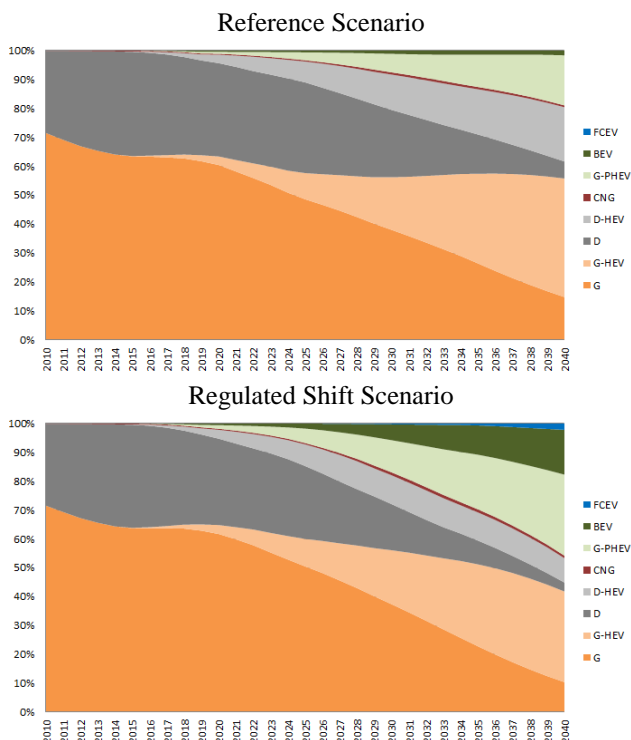 Reference Scenario
100%
90%
80%
70%
60%
50%
40%
30%
20%
10%
0%
FCEV
BEV
G-PHEV
CNG
D-HEV
D
G-HEV
G
2010 2011 2012 2013 2014 2015 2016 2017 2018 2019 2020 2021 2022 2023 2024 2025 2026 2027 2028 2029 2030 2031 2032 2033 2034 2035 2036 2037 2038 2039 2040
Regulated Shift Scenario
100%
90%
80%
70%
60%
50%
40%
30%
20%
10%
0%
FCEV
BEV
G-PHEV
CNG
D-HEV
D
G-HEV
G
2010 2011 2012 2013 2014 2015 2016 2017 2018 2019 2020 2021 2022 2023 2024 2025 2026 2027 2028 2029 2030 2031 2032 2033 2034 2035 2036 2037 2038 2039 2040